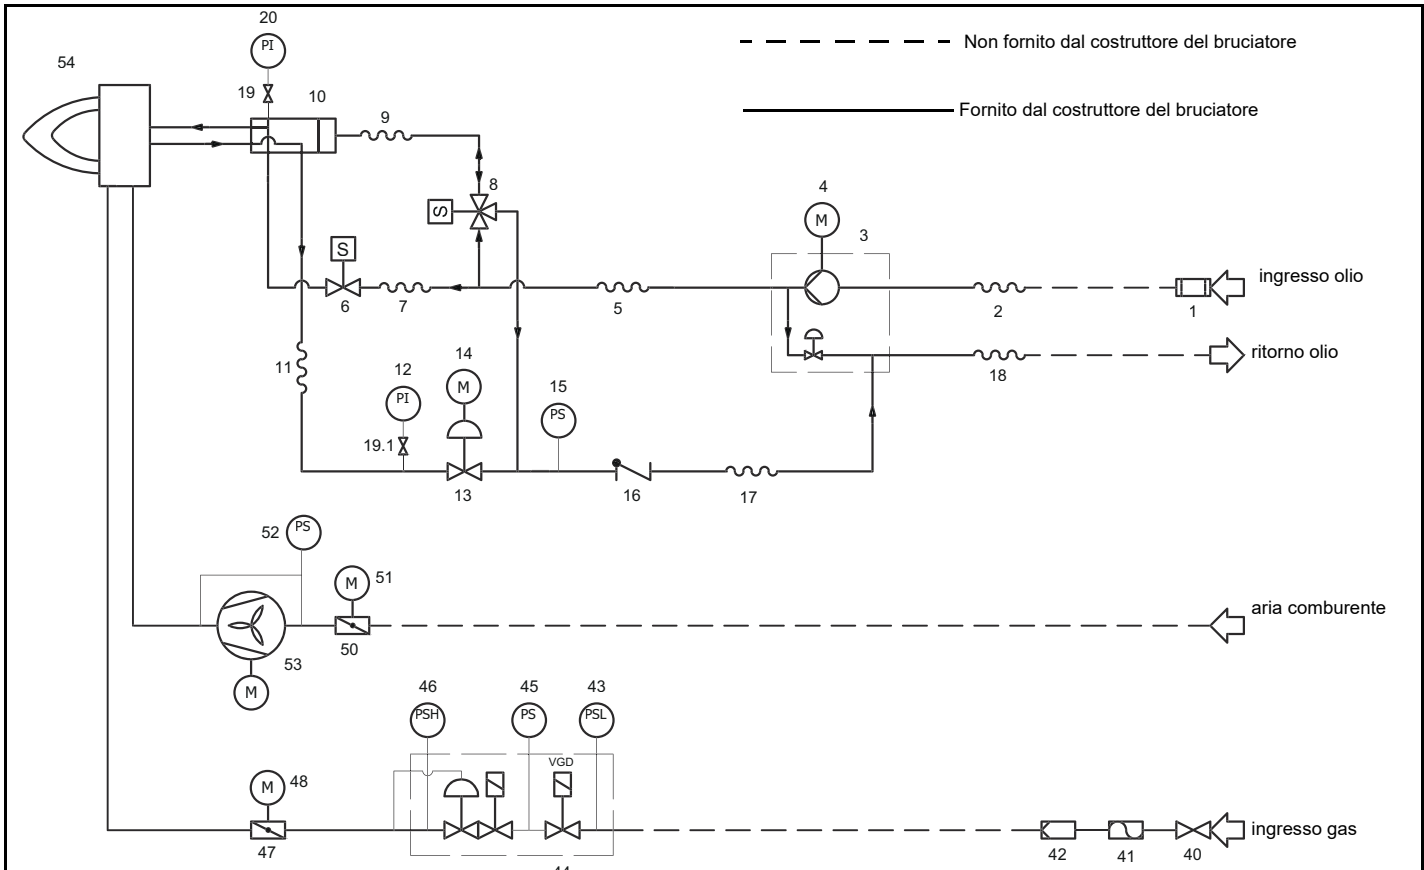 20
PI
Non fornito dal costruttore del bruciatore
54
19
10
Fornito dal costruttore del bruciatore
9
8
S
4
M
3
S
ingresso olio
6
7
5
2
1
ritorno olio
18
11
14
12
M
15
PI
PS
19.1
13
16
17
52
PS
M
51
aria comburente
50
53
M
46
45
43
PSH
PS
PSL
VGD
M
48
ingresso gas
47
42
41
40